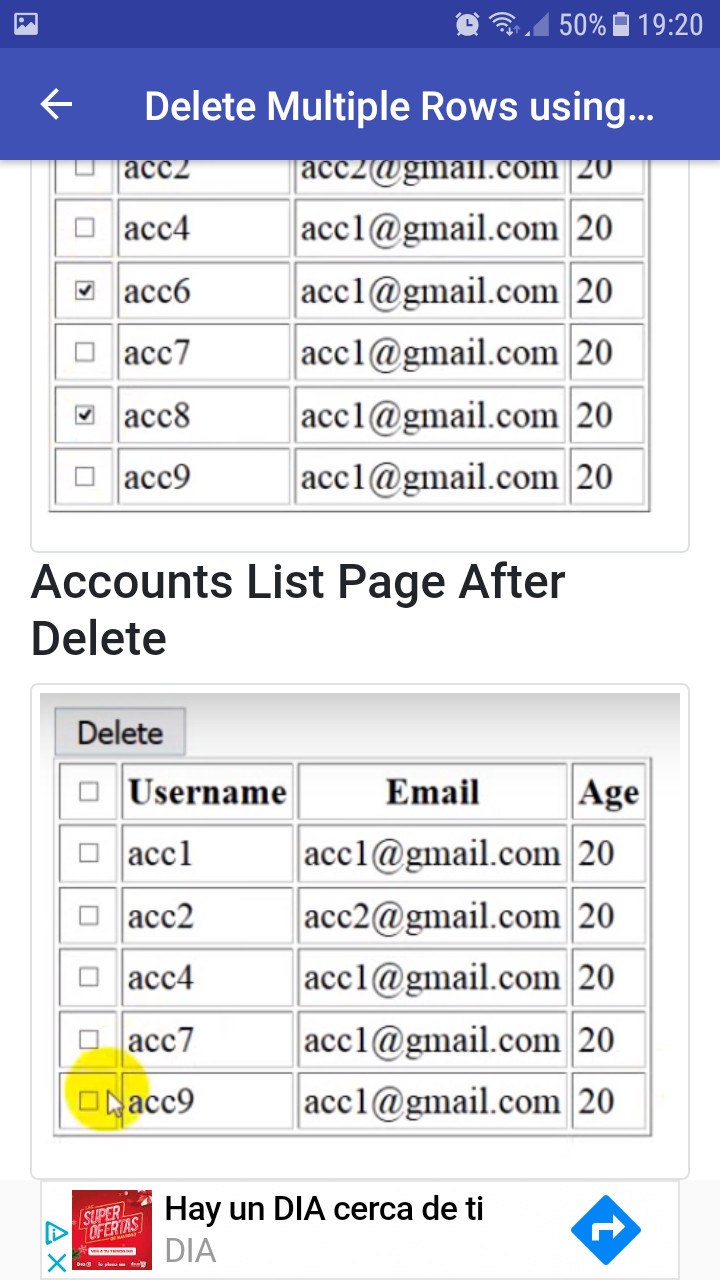 50% 19:20
Delete Multiple Rows using...
acc2 acc2@gmail.com 20
acc4 acc1@gmail.com 20
acc6 acc1@gmail.com 20
acc7 acc1@gmail.com 20
acc8 acc1@gmail.com 20
acc9 acc1@gmail.com 20
Accounts List Page After
Delete
Delete
Username Email Age
acc1 acc1@gmail.com 20
acc2 acc2@gmail.com 20
acc4 acc1@gmail.com 20
acc7 acc1@gmail.com 20
acc9 acc1@gmail.com 20
SUPER
OFERTAS
Hay un DIA cerca de ti
DIA